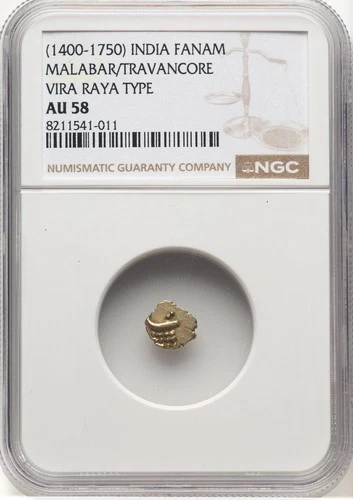 (1400-1750) INDIA FANAM
MALABAR/TRAVANCORE
VIRA RAYA TYPE
AU 58
8211541-011
NUMISMATIC GUARANTY COMPANY NGC